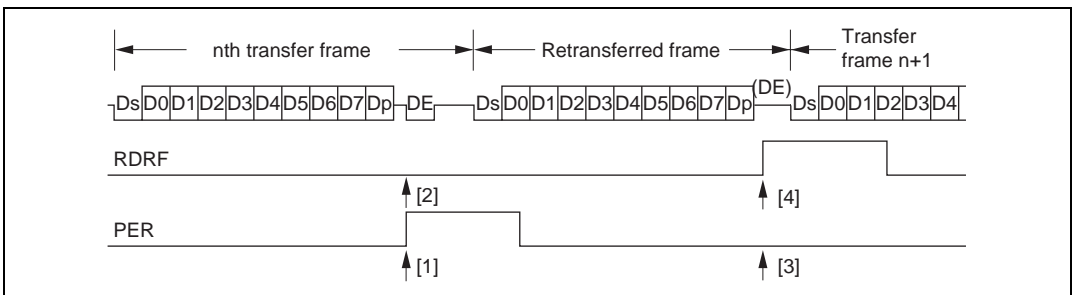 nth transfer frame
Retransferred frame
Transfer
frame n+1
Ds D0 D1 D2 D3 D4 D5 D6 D7 Dp DE Ds D0 D1 D2 D3 D4 D5 D6 D7 Dp (DE) Ds D0 D1 D2 D3 D4
RDRF
[2] [4]
PER
[1] [3]